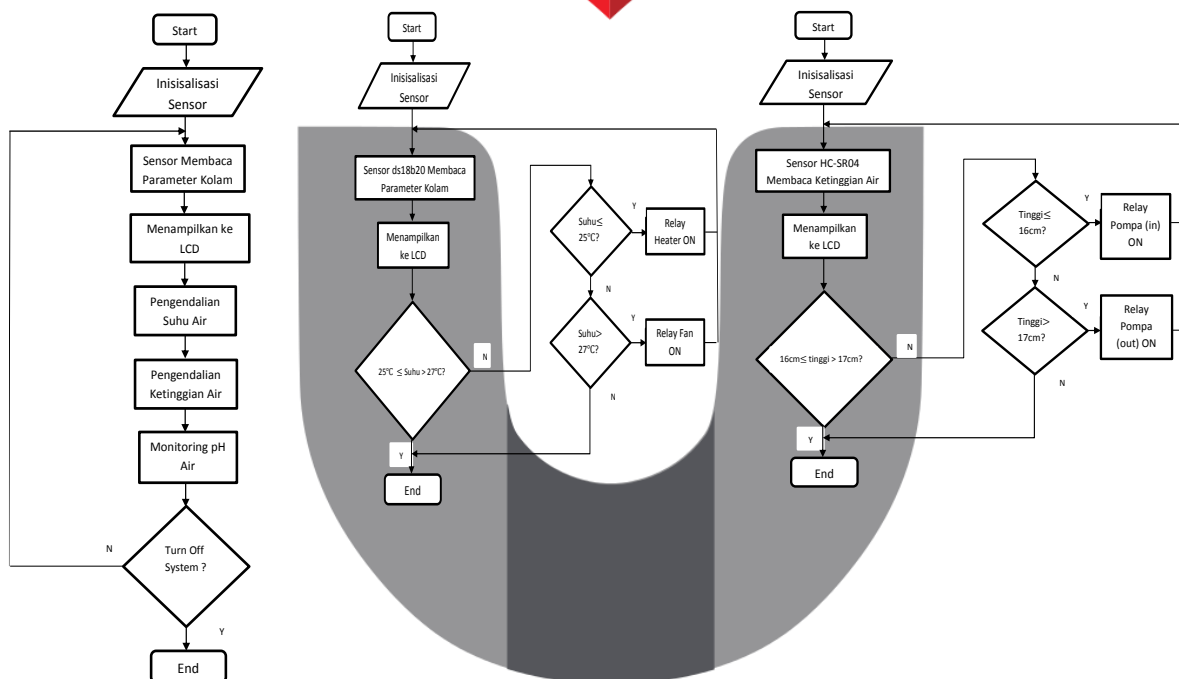 Start
Inisisalisasi
Sensor
Sensor Membaca
Parameter Kolam
Menampilkan ke
LCD
Pengendalian
Suhu Air
Pengendalian
Ketinggian Air
Monitoring pH
Air
Turn Off
System ?
N
Y
End
Start
Inisisalisasi
Sensor
Sensor ds18b20 Membaca
Parameter Kolam
Menampilkan
ke LCD
25°C ≤ Suhu > 27°C?
N
Y
End
Suhu≤
25°C?
Y
Relay
Heater ON
N
Suhu>
27°C?
Y
Relay Fan
ON
N
Start
Inisisalisasi
Sensor
Sensor HC-SR04
Membaca Ketinggian Air
Menampilkan
ke LCD
16cm≤ tinggi > 17cm?
N
Y
End
Tinggi≤
16cm?
Y
Relay
Pompa (in)
ON
N
Tinggi>
17cm?
Y
Relay
Pompa
(out) ON
N